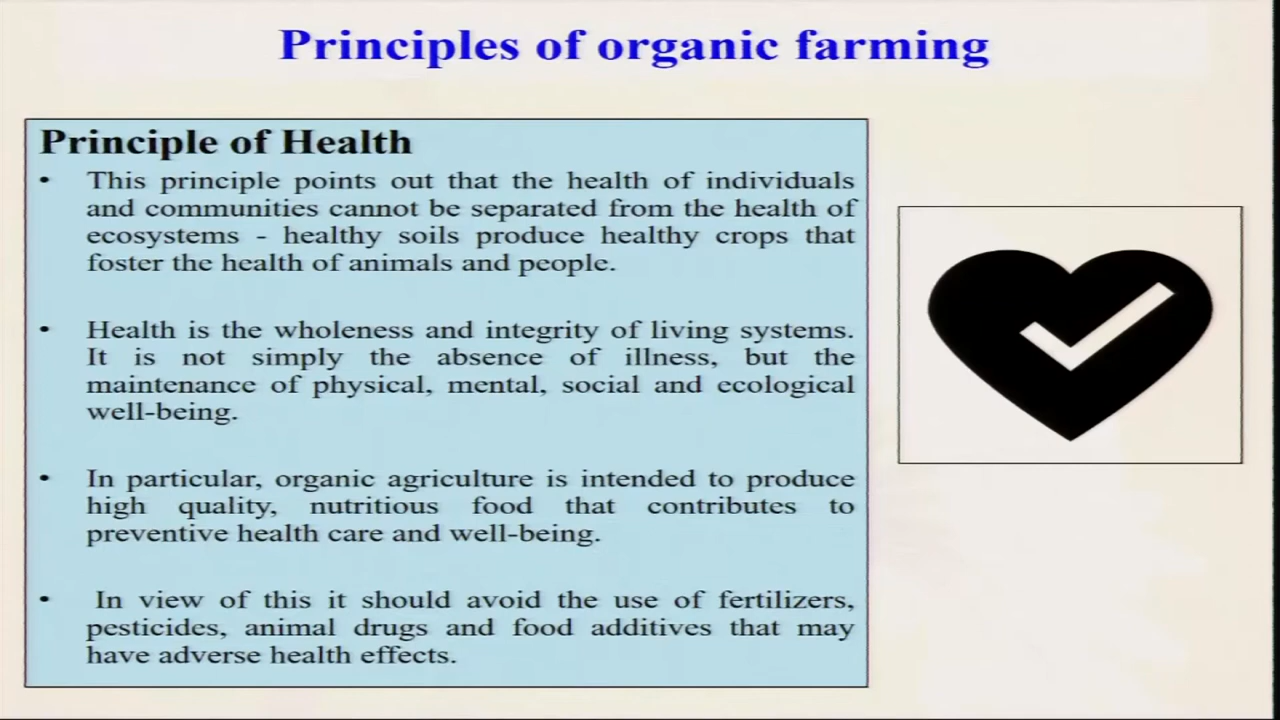 Principles of organic farming
Principle of Health
• This principle points out that the health of individuals
and communities cannot be separated from the health of
ecosystems - healthy soils produce healthy crops that
foster the health of animals and people.
• Health is the wholeness and integrity of living systems.
It is not simply the absence of illness, but the
maintenance of physical, mental, social and ecological
well-being.
• In particular, organic agriculture is intended to produce
high quality, nutritious food that contributes to
preventive health care and well-being.
• In view of this it should avoid the use of fertilizers,
pesticides, animal drugs and food additives that may
have adverse health effects.